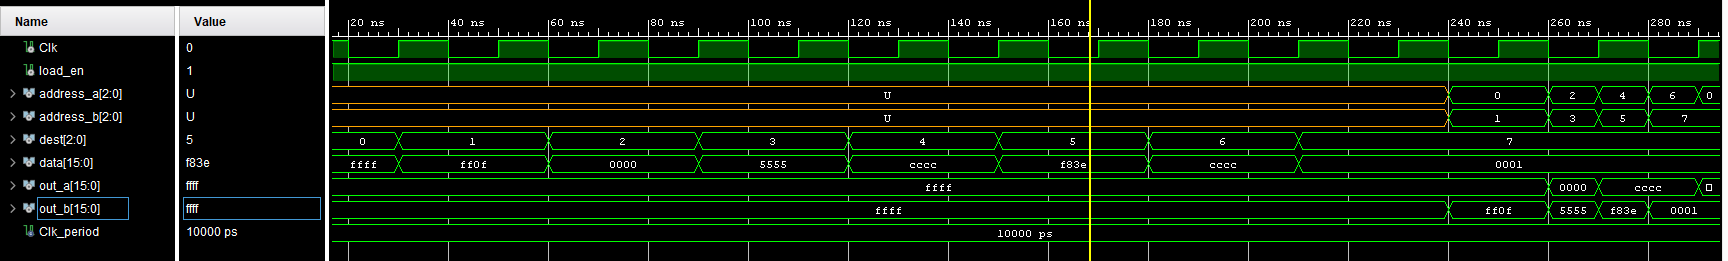 Name Value 20 ns 40 ns 60 ns 80 ns 100 ns 120 ns 140 ns 160 ns 180 ns 200 ns 220 ns 240 ns 260 ns 280 ns
Clk 0
load_en 1
address_a[2:0] U U 0 2 4 6 0
address_b[2:0] U U 1 3 5 7
dest[2:0] 5 0 1 2 3 4 5 6 7
data[15:0] f83e ffff ff0f 0000 5555 cccc f83e cccc 0001
out_a[15:0] ffff ffff 0000 cccc
out_b[15:0] ffff ffff ff0f 5555 f83e 0001
Clk_period 10000 ps 10000 ps